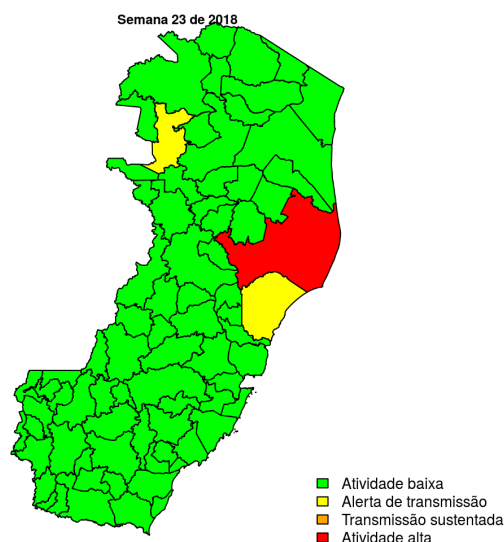 Semana 23 de 2018
Atividade baixa
Alerta de transmissão
Transmissão sustentada
Atividade alta